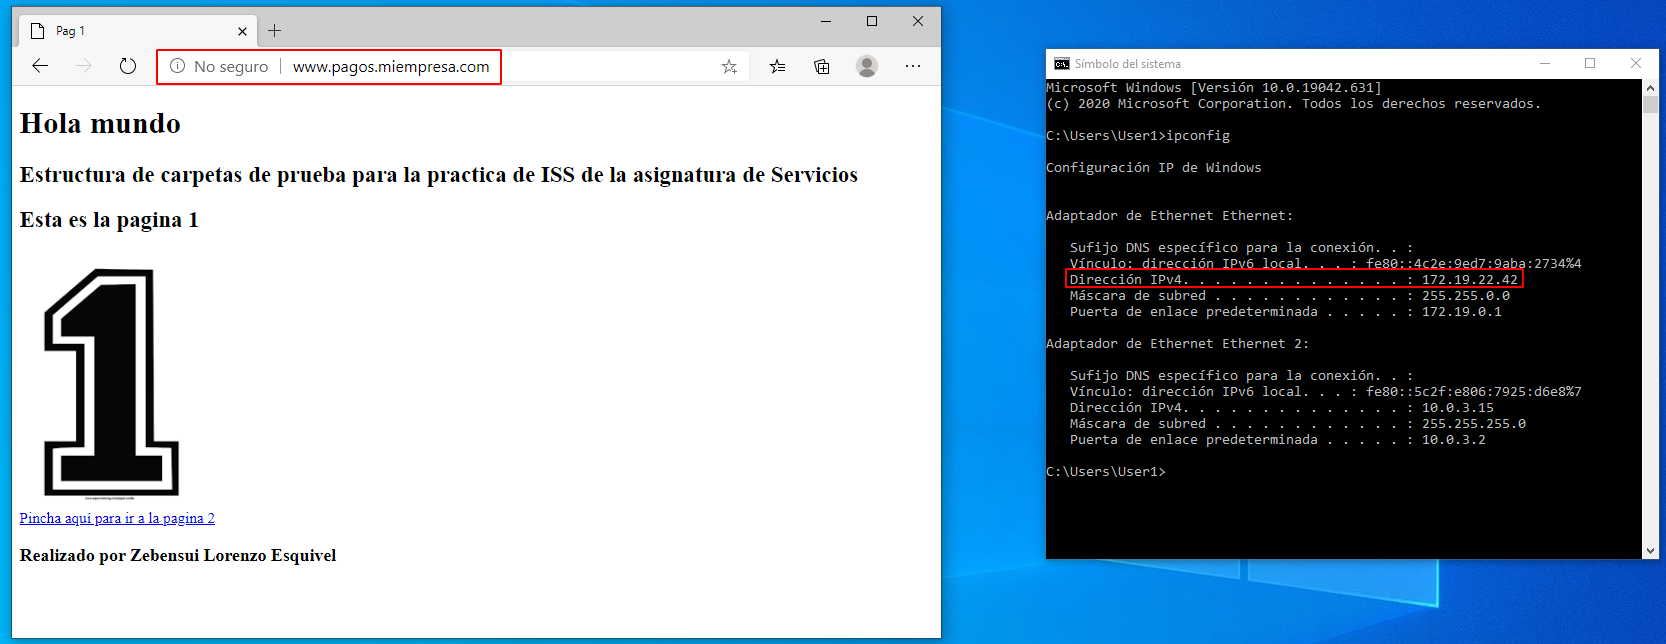 Pag 1
No seguro
www.pagos.miempresa.com
Hola mundo
Estructura de carpetas de prueba para la practica de ISS de la asignatura de Servicios
Esta es la pagina 1
1
Pincha aquí para ir a la pagina 2
Realizado por Zebensui Lorenzo Esquivel
Símbolo del sistema
Microsoft Windows [Versión 10.0.19042.631]
(c) 2020 Microsoft Corporation. Todos los derechos reservados.
C:\Users\User1>ipconfig
Configuración IP de Windows
Adaptador de Ethernet Ethernet:
Sufijo DNS específico para la conexión. . :
Vínculo: dirección IPv6 local. . . : fe80::4c2e:9ed7:9aba:2734%4
Dirección IPv4. . . . . . . . . . . . . . : 172.19.22.42
Máscara de subred . . . . . . . . . . . . : 255.255.0.0
Puerta de enlace predeterminada . . . . . : 172.19.0.1
Adaptador de Ethernet Ethernet 2:
Sufijo DNS específico para la conexión. . :
Vínculo: dirección IPv6 local. . . : fe80::5c2f:e806:7925:d6e8%7
Dirección IPv4. . . . . . . . . . . . . . : 10.0.3.15
Máscara de subred . . . . . . . . . . . . : 255.255.255.0
Puerta de enlace predeterminada . . . . . : 10.0.3.2
C:\Users\User1>